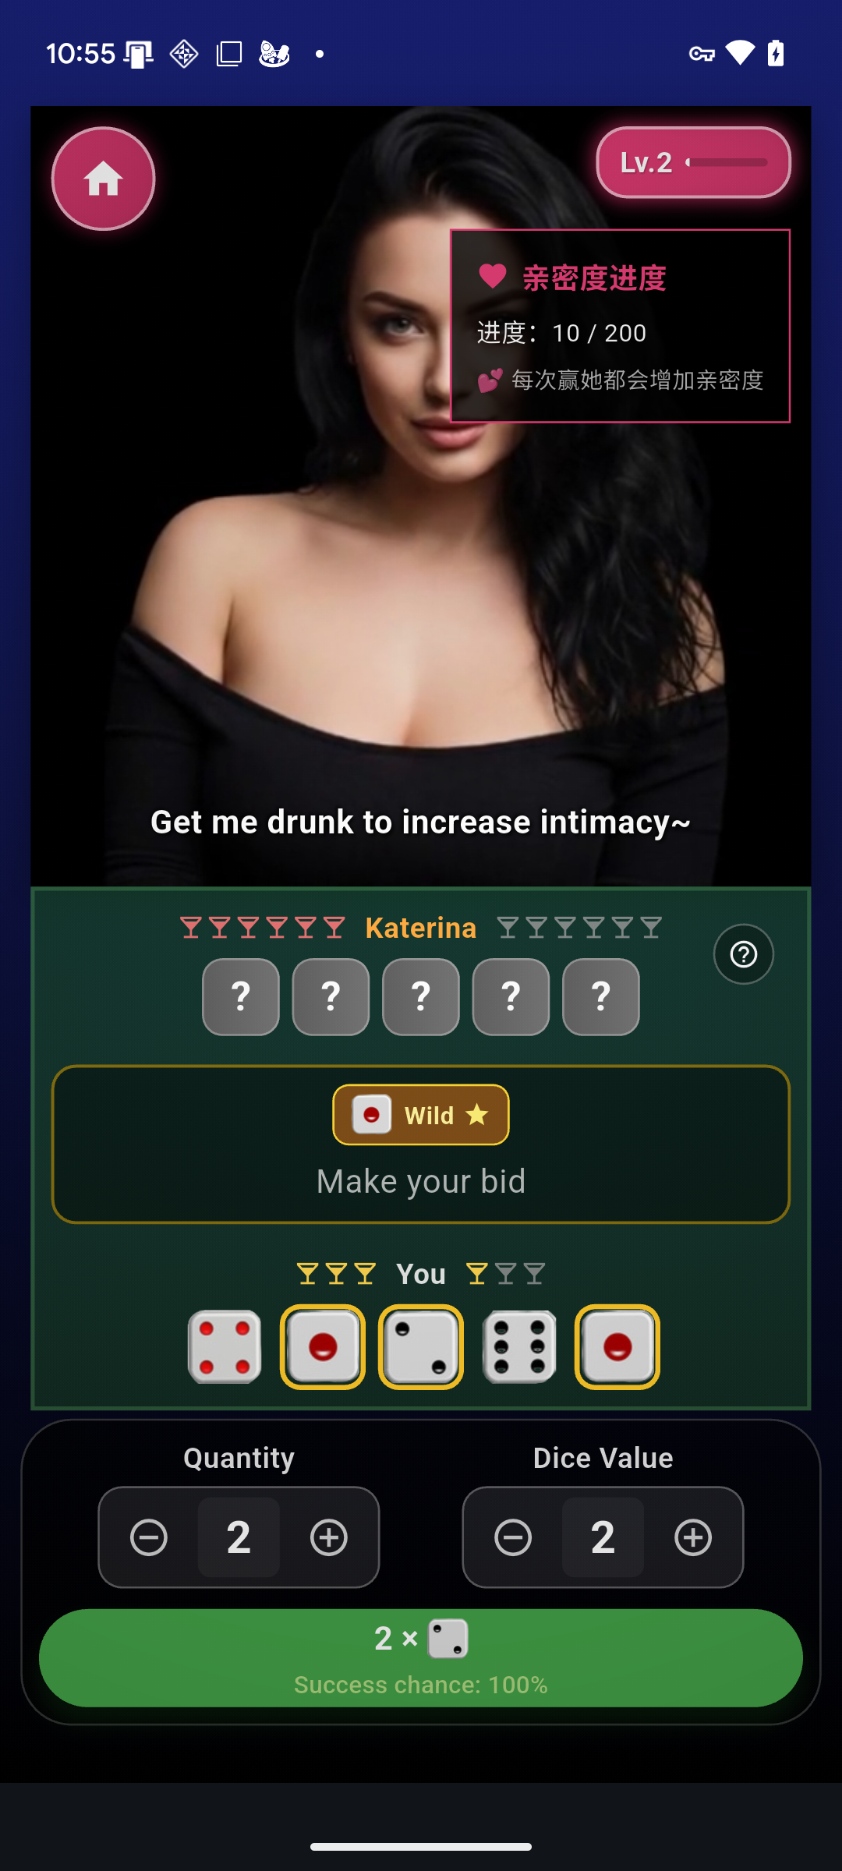 10:55
Lv.2
亲密度进度
进度：10 / 200
每次赢她都会增加亲密度
Get me drunk to increase intimacy~
Katerina
? ? ? ? ?
Wild
Make your bid
You
Quantity
Dice Value
2
2
2 ×
Success chance: 100%